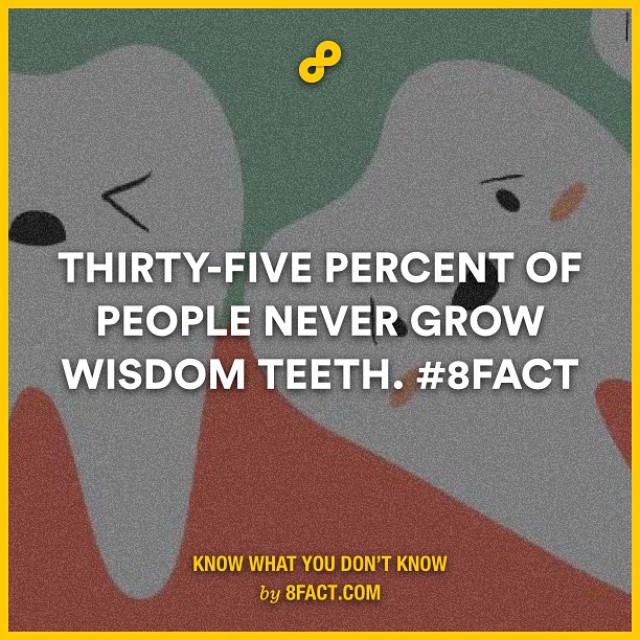 THIRTY-FIVE PERCENT OF
PEOPLE NEVER GROW
WISDOM TEETH. #8FACT
KNOW WHAT YOU DON'T KNOW
by 8FACT.COM